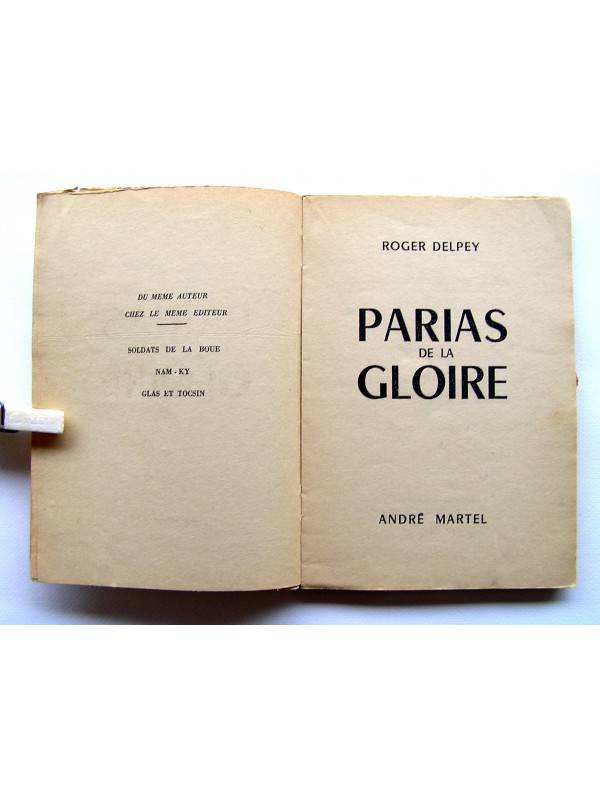 DU MEME AUTEUR
CHEZ LE MEME EDITEUR
SOLDATS DE LA BOUE
NAM-KY
GLAS ET TOCSIN
ROGER DELPEY
PARIAS
DE LA
GLOIRE
ANDRÉ MARTEL